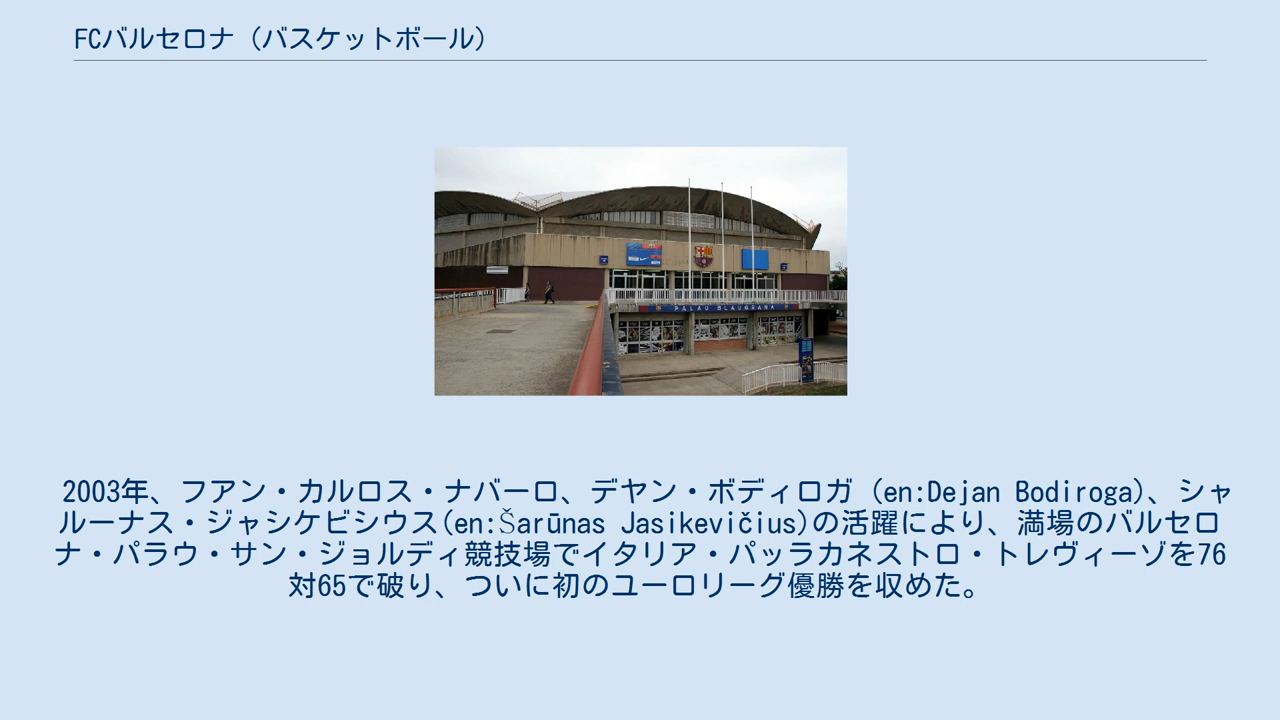 FCバルセロナ（バスケットボール）
PALAU BLAUGRANA
2003年、フアン・カルロス・ナバーロ、デヤン・ボディロガ（en:Dejan Bodiroga)、シャ
ルーナス・ジャシケビシウス(en:Šarūnas Jasikevičius)の活躍により、満場のバルセロ
ナ・パラウ・サン・ジョルディ競技場でイタリア・パッラカネストロ・トレヴィーゾを76
対65で破り、ついに初のユーロリーグ優勝を収めた。